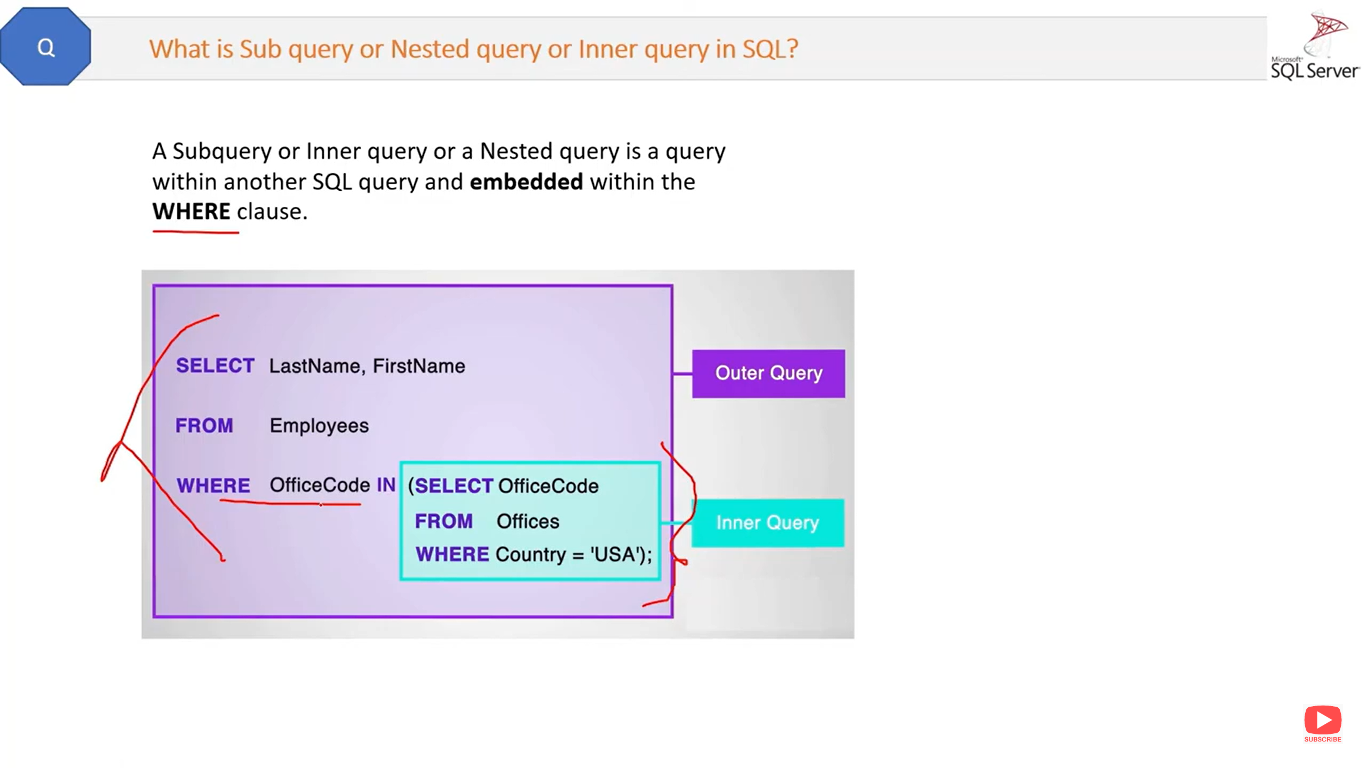 Q
What is Sub query or Nested query or Inner query in SQL?
Microsoft®
SQL Server
A Subquery or Inner query or a Nested query is a query
within another SQL query and embedded within the
WHERE clause.
SELECT LastName, FirstName
FROM Employees
WHERE OfficeCode IN (SELECT OfficeCode
FROM Offices
WHERE Country = 'USA');
Outer Query
Inner Query
SUBSCRIBE